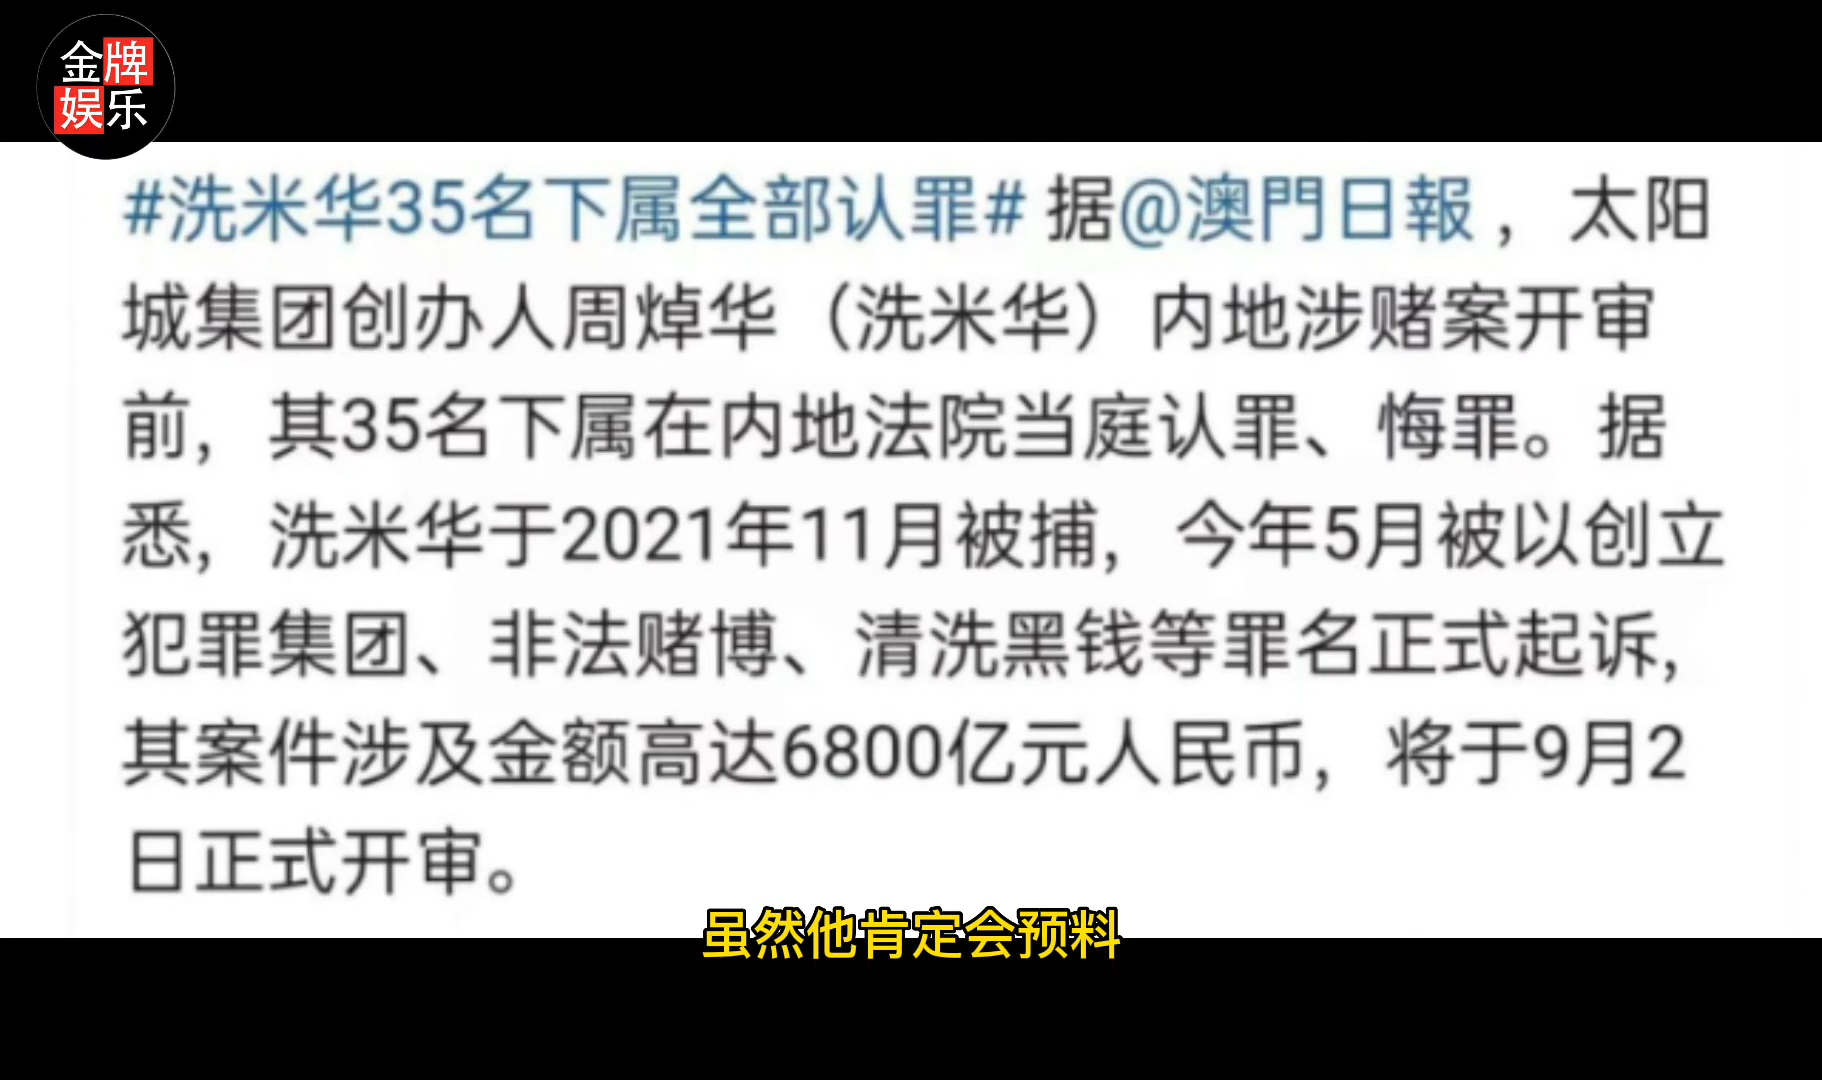 金牌
娱乐
#洗米华35名下属全部认罪# 据@澳門日報，太阳
城集团创办人周焯华（洗米华）内地涉赌案开审
前，其35名下属在内地法院当庭认罪、悔罪。据
悉，洗米华于2021年11月被捕，今年5月被以创立
犯罪集团、非法赌博、清洗黑钱等罪名正式起诉，
其案件涉及金额高达6800亿元人民币，将于9月2
日正式开审。
虽然他肯定会预料